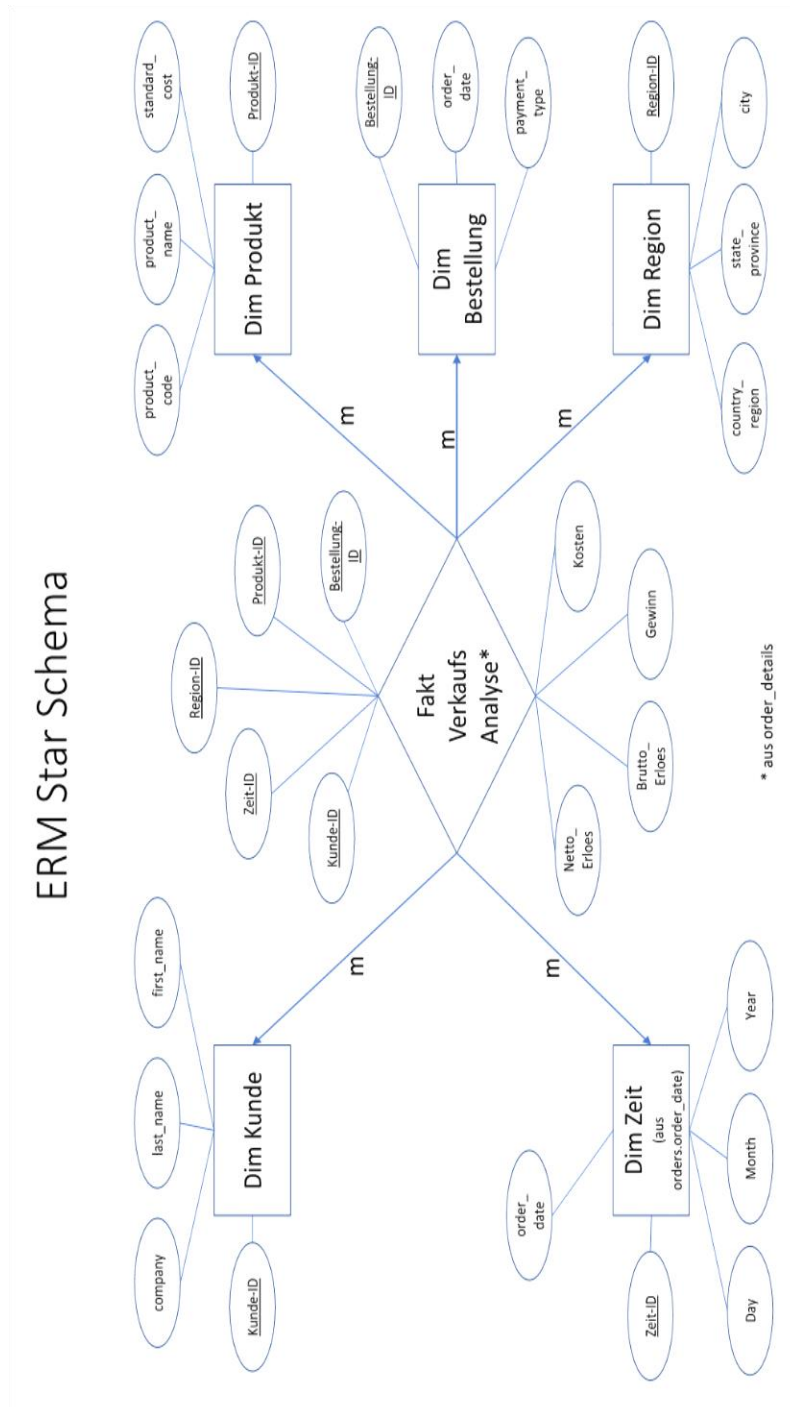 ERM Star Schema
company
last_name
first_name
Kunde-ID
Dim Kunde
m
order_
date
Zeit-ID
Dim Zeit
(aus
orders.order_date)
Day
Month
Year
m
Region-ID
Zeit-ID
Produkt-ID
Kunde-ID
Bestellung-
ID
Fakt
Verkaufs
Analyse*
Netto_
Erloes
Brutto_
Erloes
Gewinn
Kosten
* aus order_details
product_
code
product_
name
standard_
cost
Produkt-ID
Dim Produkt
m
Bestellung-
ID
order_
date
payment_
type
Dim
Bestellung
m
Region-ID
Dim Region
m
country_
region
state_
province
city